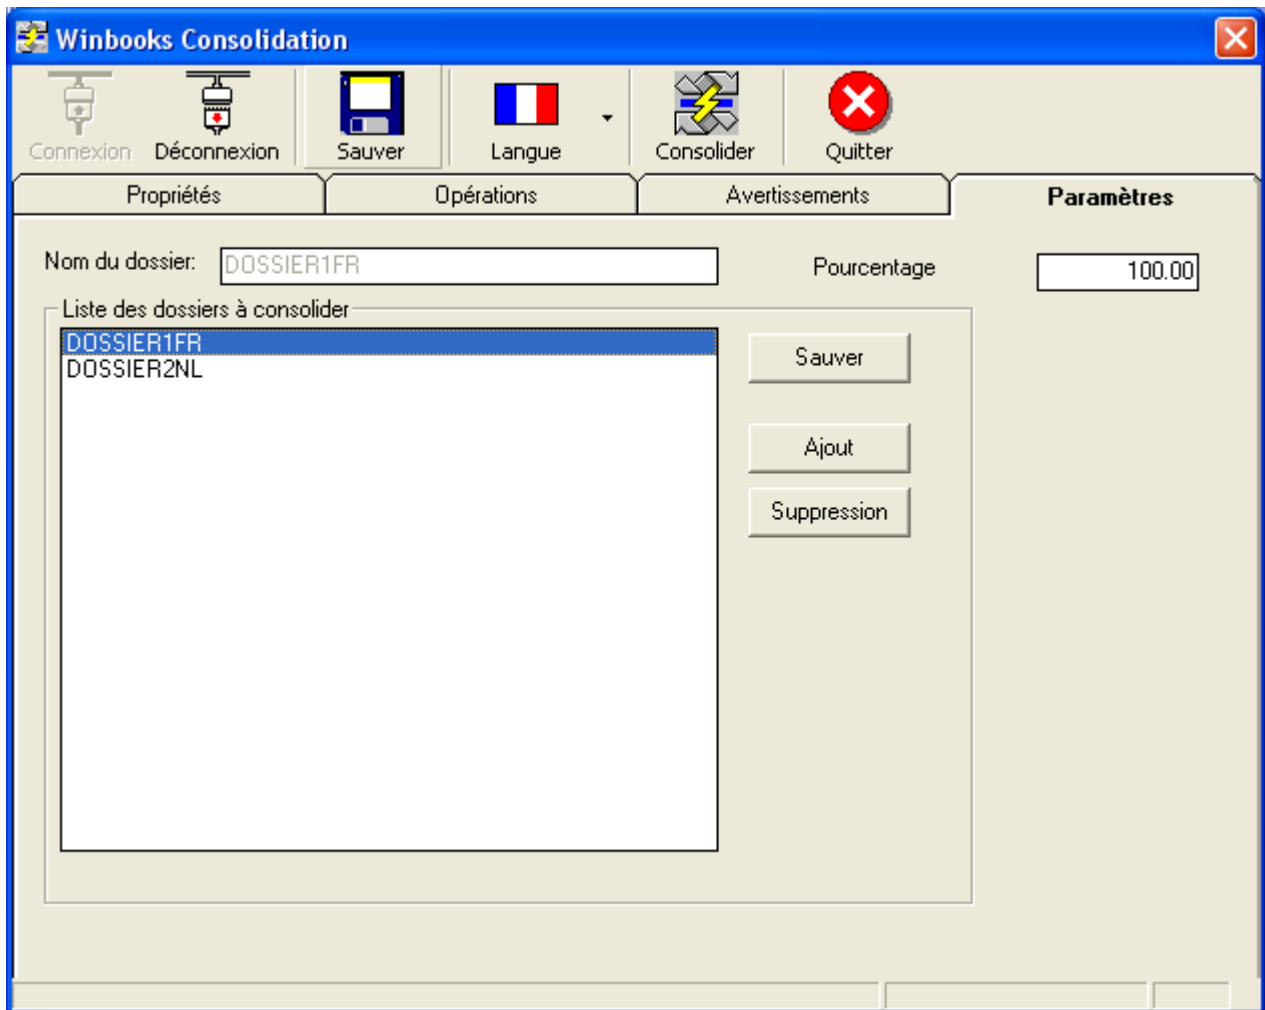 Winbooks Consolidation
Connexion Déconnexion Sauver Langue Consolider Quitter
Propriétés Opérations Avertissements Paramètres
Nom du dossier: DOSSIER1FR Pourcentage 100.00
Liste des dossiers à consolider
DOSSIER1FR
DOSSIER2NL
Sauver
Ajout
Suppression